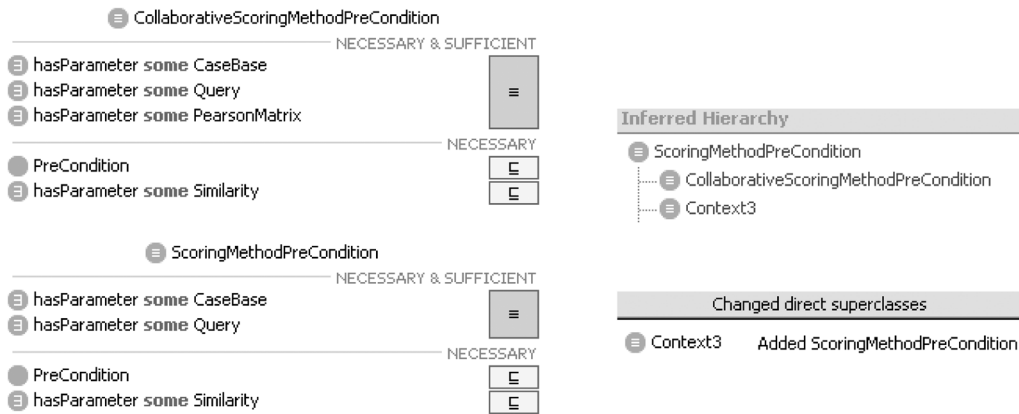 CollaborativeScoringMethodPreCondition
NECESSARY & SUFFICIENT
∃ hasParameter some CaseBase
∃ hasParameter some Query
∃ hasParameter some PearsonMatrix
≡
NECESSARY
PreCondition ⊑
∃ hasParameter some Similarity ⊑
ScoringMethodPreCondition
NECESSARY & SUFFICIENT
∃ hasParameter some CaseBase
∃ hasParameter some Query
≡
NECESSARY
PreCondition ⊑
∃ hasParameter some Similarity ⊑
Inferred Hierarchy
ScoringMethodPreCondition
CollaborativeScoringMethodPreCondition
Context3
Changed direct superclasses
Context3 Added ScoringMethodPreCondition